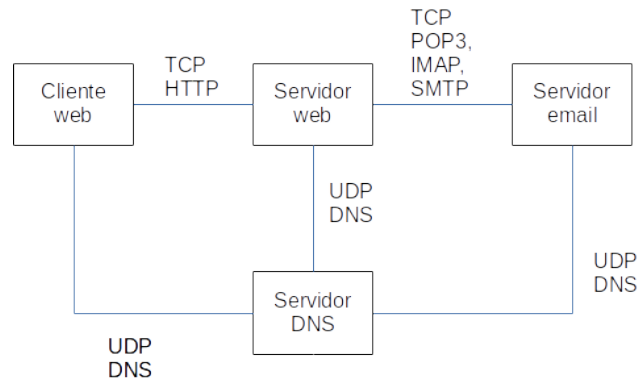 Cliente
web
TCP
HTTP
Servidor
web
TCP
POP3,
IMAP,
SMTP
Servidor
email
UDP
DNS
UDP
DNS
Servidor
DNS
UDP
DNS